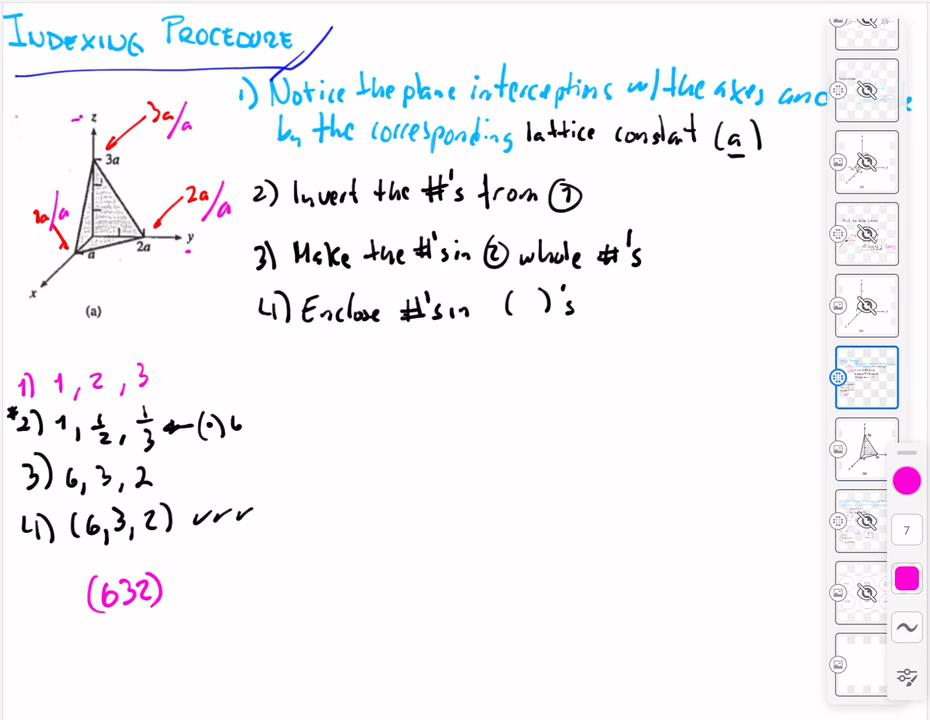 INDEXING PROCEDURE
1) Notice the plane interceptions w/the axes and
by the corresponding lattice constat (a)
2) Invert the #'s from ①
3) Make the #'s in ② whole #'s
4) Enclose #'s in ( )'s
z
3a/a
3a
2a/a
/a
2a
y
a
x
(a)
1) 1, 2, 3
*2) 1, 1/2, 1/3 ← (·) 6
3) 6, 3, 2
4) (6, 3, 2) ✓✓✓
(632)
7